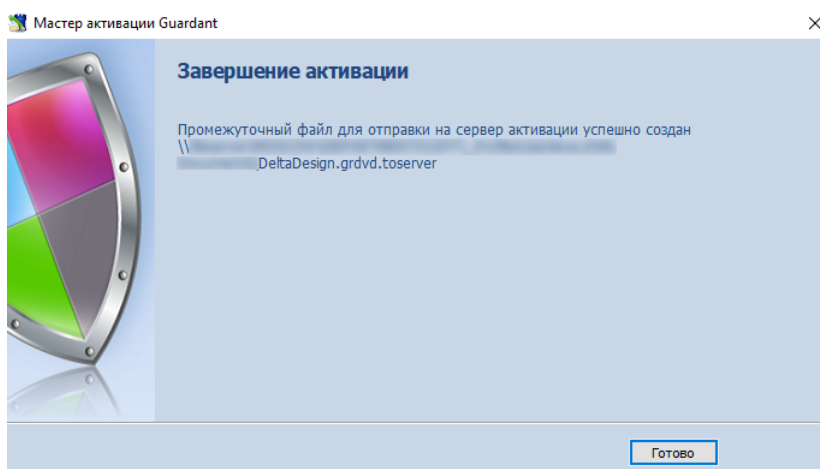 Мастер активации Guardant
Завершение активации
Промежуточный файл для отправки на сервер активации успешно создан
\\
DeltaDesign.grdvd.toserver
Готово